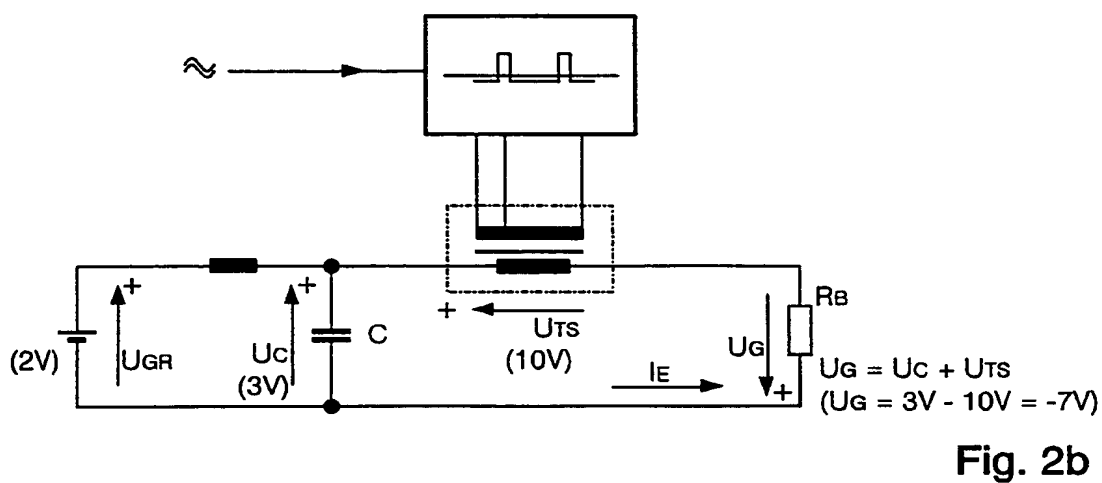 +
+
(2V)
UGR
UC
(3V)
C
+
UTS
(10V)
IE
UG
+
RB
UG = UC + UTS
(UG = 3V - 10V = -7V)
Fig. 2b